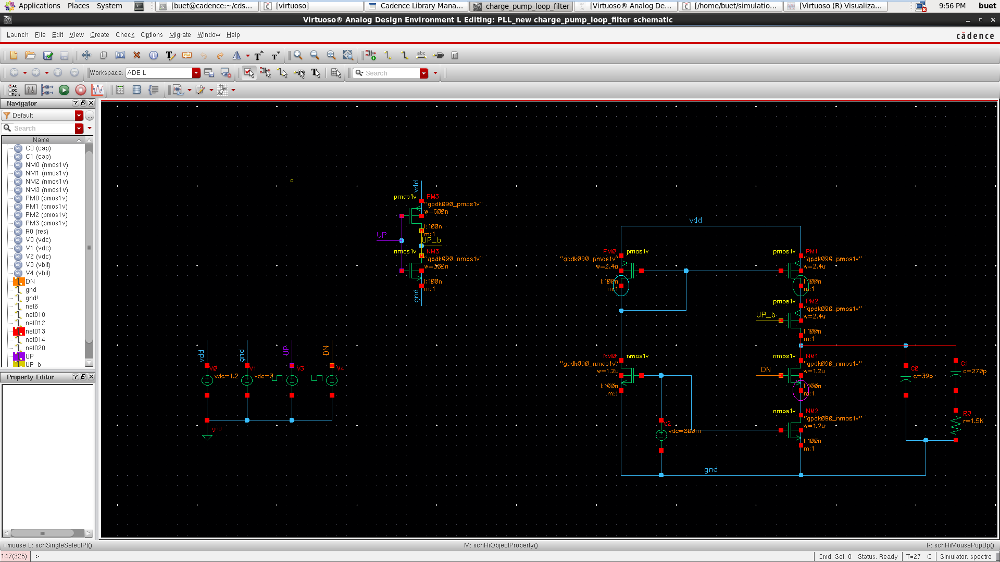 Applications Places System [buet@cadence:~/cds... [virtuoso] Cadence Library Mana... charge_pump_loop_filter [Virtuoso® Analog De... [/home/buet/simulatio... [Virtuoso (R) Visualiza... 9:56 PM buet
Virtuoso® Analog Design Environment L Editing: PLL_new charge_pump_loop_filter schematic
Launch File Edit View Create Check Options Migrate Window Help cādence
Workspace: ADE L Search
Navigator
Default
Search
Name
C0 (cap)
C1 (cap)
NM0 (nmos1v)
NM1 (nmos1v)
NM2 (nmos1v)
NM3 (nmos1v)
PM0 (pmos1v)
PM1 (pmos1v)
PM2 (pmos1v)
PM3 (pmos1v)
R0 (res)
V0 (vdc)
V1 (vdc)
V2 (vdc)
V3 (vbit)
V4 (vbit)
DN
gnd
gnd!
net6
net010
net012
net013
net014
net020
UP
UP_b
Property Editor
vdd
pmos1v PM3
"gpdk090_pmos1v"
w=600n
l:100n
m:1
UP
UP_b
nmos1v NM3
"gpdk090_nmos1v"
w=360n
l:100n
m:1
gnd
vdd gnd UP DN
V0 V1 V3 V4
vdc=1.2 vdc=0
gnd
vdd
PM0 pmos1v
"gpdk090_pmos1v"
w=2.4u
l:100n
m:1
pmos1v PM1
"gpdk090_pmos1v"
w=2.4u
l:100n
m:1
pmos1v PM2
"gpdk090_pmos1v"
UP_b
w=2.4u
l:100n
m:1
NM0 nmos1v
"gpdk090_nmos1v"
w=1.2u
l:100n
m:1
nmos1v NM1
"gpdk090_nmos1v"
DN
w=1.2u
l:100n
m:1
nmos1v NM2
"gpdk090_nmos1v"
w=1.2u
l:100n
m:1
V2
vdc=800m
gnd
C0
c=39p
C1
c=270p
R0
r=1.5K
mouse L: schSingleSelectPt() M: schHiObjectProperty() R: schHiMousePopUp()
147(325) > Cmd: Sel: 0 Status: Ready T=27 C Simulator: spectre